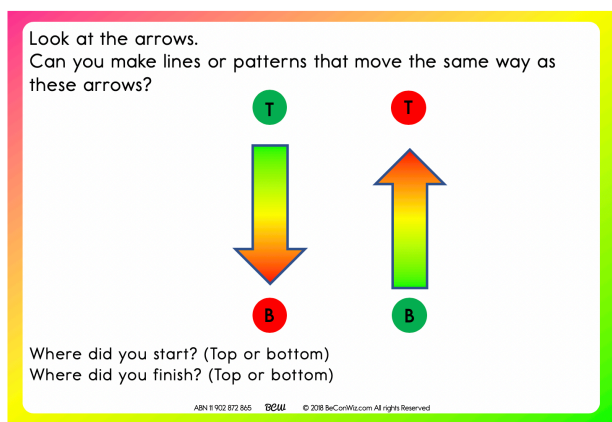 Look at the arrows.
Can you make lines or patterns that move the same way as
these arrows?
T T
B B
Where did you start? (Top or bottom)
Where did you finish? (Top or bottom)
ABN 11 902 872 865 BCW © 2018 BeConWiz.com All rights Reserved